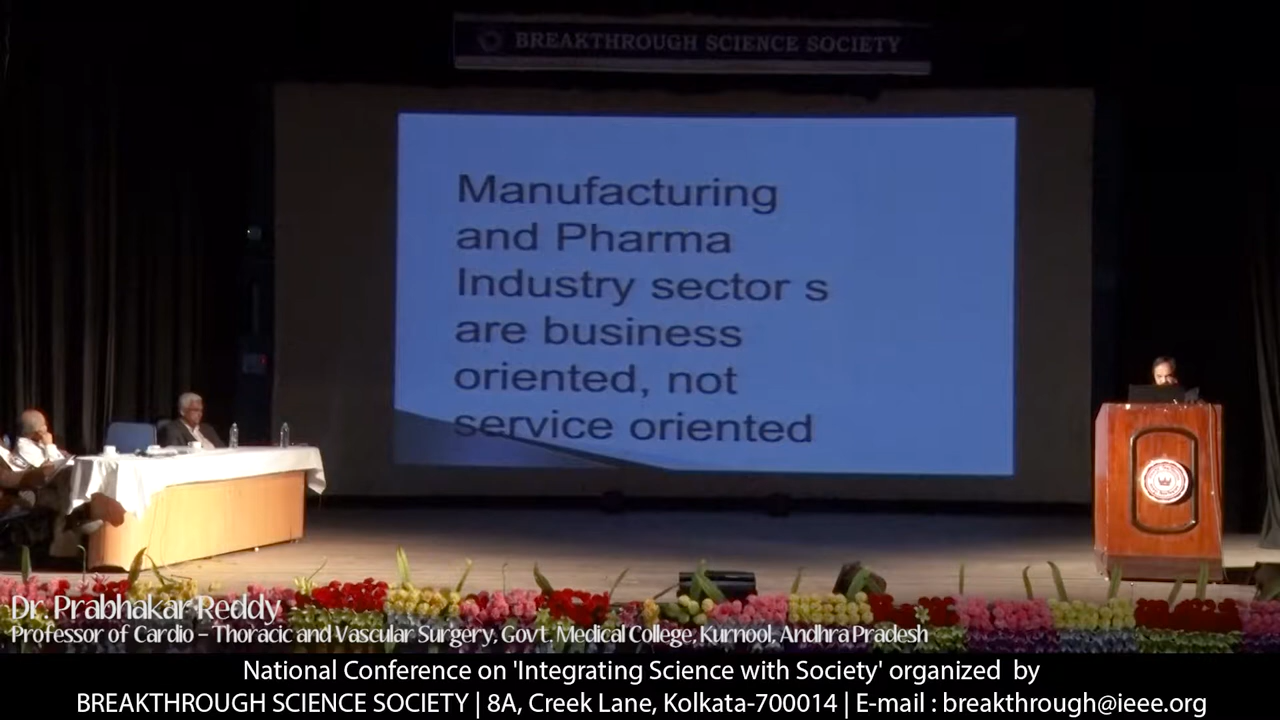 BREAKTHROUGH SCIENCE SOCIETY
Manufacturing
and Pharma
Industry sector s
are business
oriented, not
service oriented
Dr. Prabhakar Reddy
Professor of Cardio - Thoracic and Vascular Surgery, Govt. Medical College, Kurnool, Andhra Pradesh
National Conference on 'Integrating Science with Society' organized by
BREAKTHROUGH SCIENCE SOCIETY | 8A, Creek Lane, Kolkata-700014 | E-mail : breakthrough@ieee.org